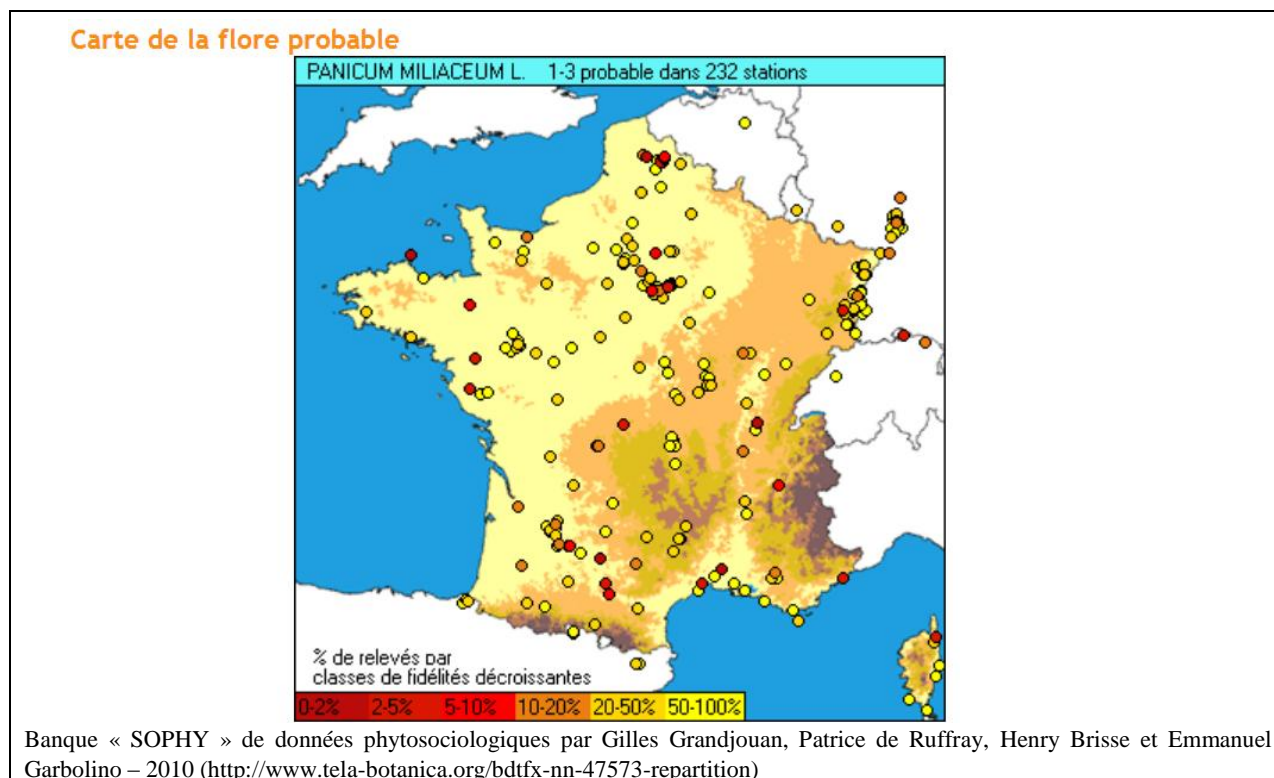 Carte de la flore probable
PANICUM MILIACEUM L. 1-3 probable dans 232 stations
% de relevés par
classes de fidélités décroissantes
0-2% 2-5% 5-10% 10-20% 20-50% 50-100%
Banque « SOPHY » de données phytosociologiques par Gilles Grandjouan, Patrice de Ruffray, Henry Brisse et Emmanuel
Garbolino – 2010 (http://www.tela-botanica.org/bdtfx-nn-47573-repartition)